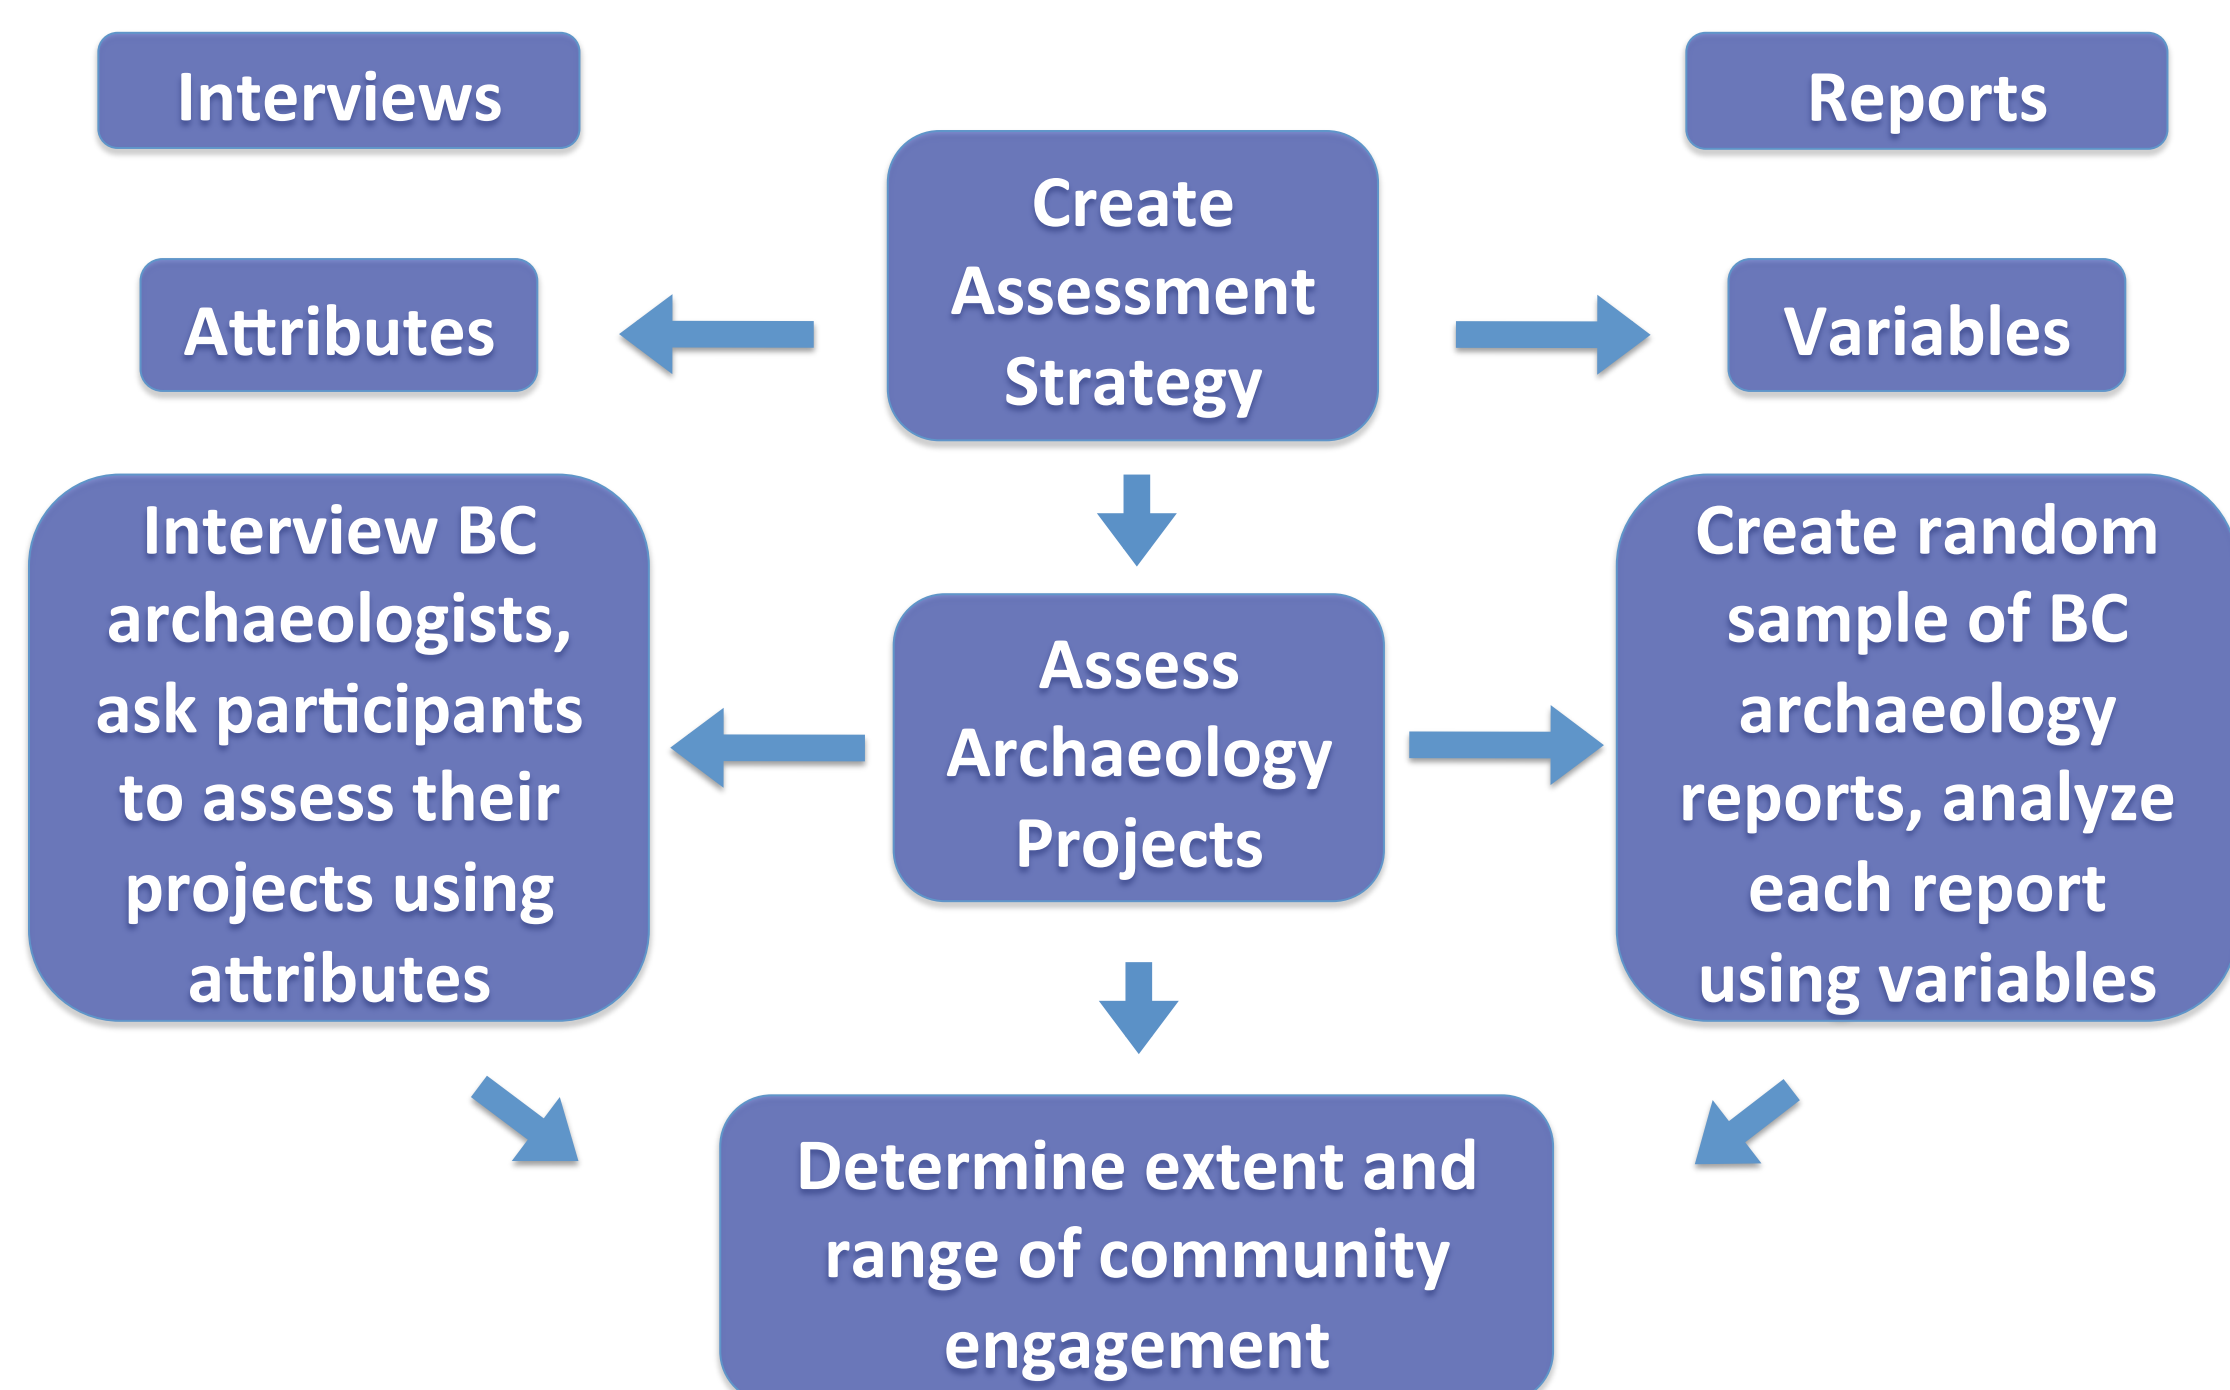 Interviews
Reports
Create
Assessment
Strategy
Attributes
Variables
Interview BC
archaeologists,
ask participants
to assess their
projects using
attributes
Assess
Archaeology
Projects
Create random
sample of BC
archaeology
reports, analyze
each report
using variables
Determine extent and
range of community
engagement